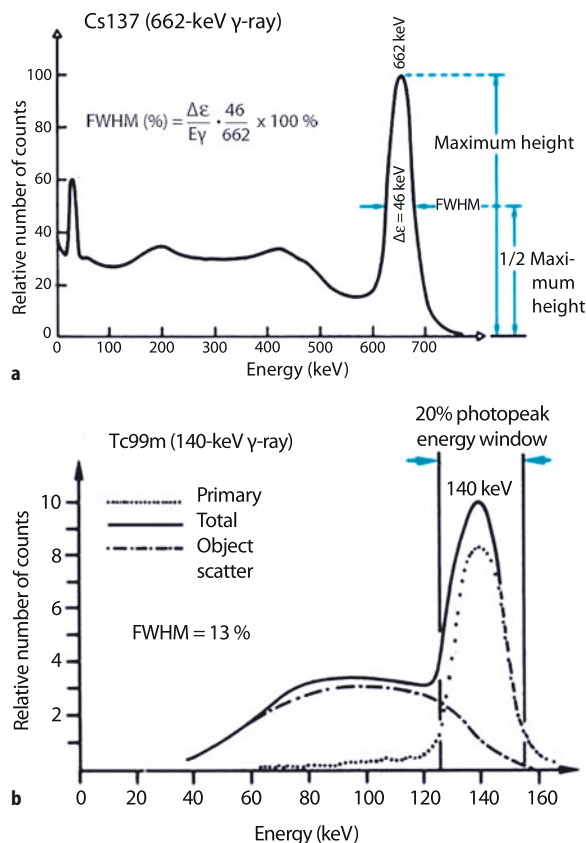 Cs137 (662-keV γ-ray)
662 keV
FWHM (%) = Δε/Eγ · 46/662 x 100 %
Maximum height
Δε = 46 keV
FWHM
1/2 Maxi-
mum
height
Relative number of counts
100
80
60
40
20
0
0 100 200 300 400 500 600 700
Energy (keV)
a
20% photopeak
energy window
Tc99m (140-keV γ-ray)
140 keV
Primary
Total
Object
scatter
FWHM = 13 %
Relative number of counts
10
8
6
4
2
0 20 40 60 80 100 120 140 160
b
Energy (keV)